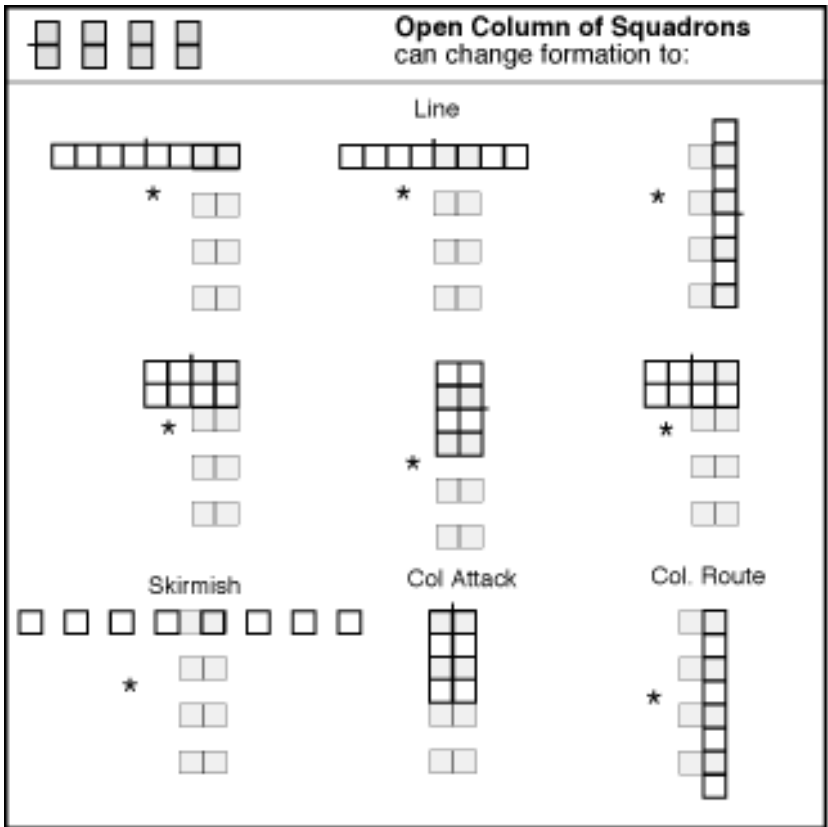 Open Column of Squadrons
can change formation to:
Line
* * *
* * *
Skirmish Col Attack Col. Route
* *